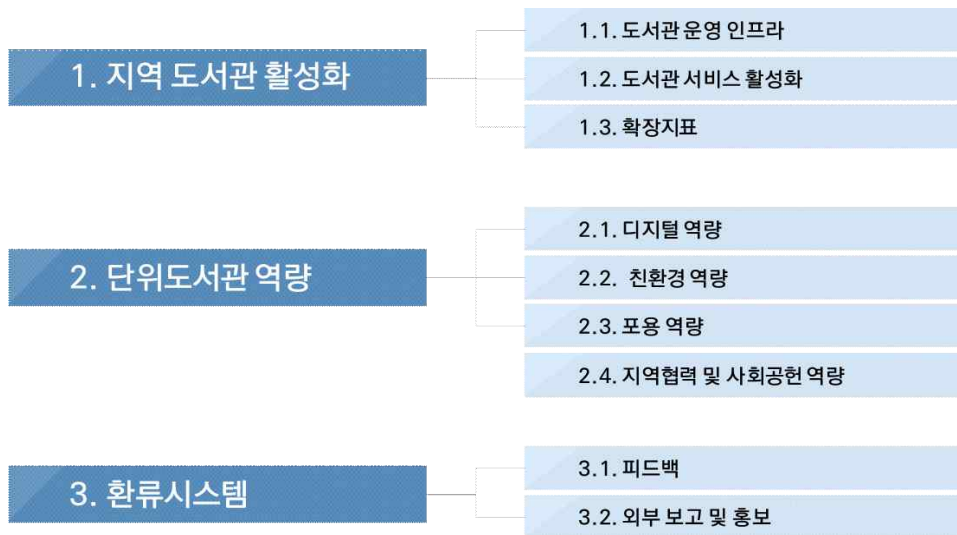 1. 지역 도서관 활성화
1.1. 도서관 운영 인프라
1.2. 도서관 서비스 활성화
1.3. 확장지표
2. 단위도서관 역량
2.1. 디지털 역량
2.2. 친환경 역량
2.3. 포용 역량
2.4. 지역협력 및 사회공헌 역량
3. 환류시스템
3.1. 피드백
3.2. 외부 보고 및 홍보